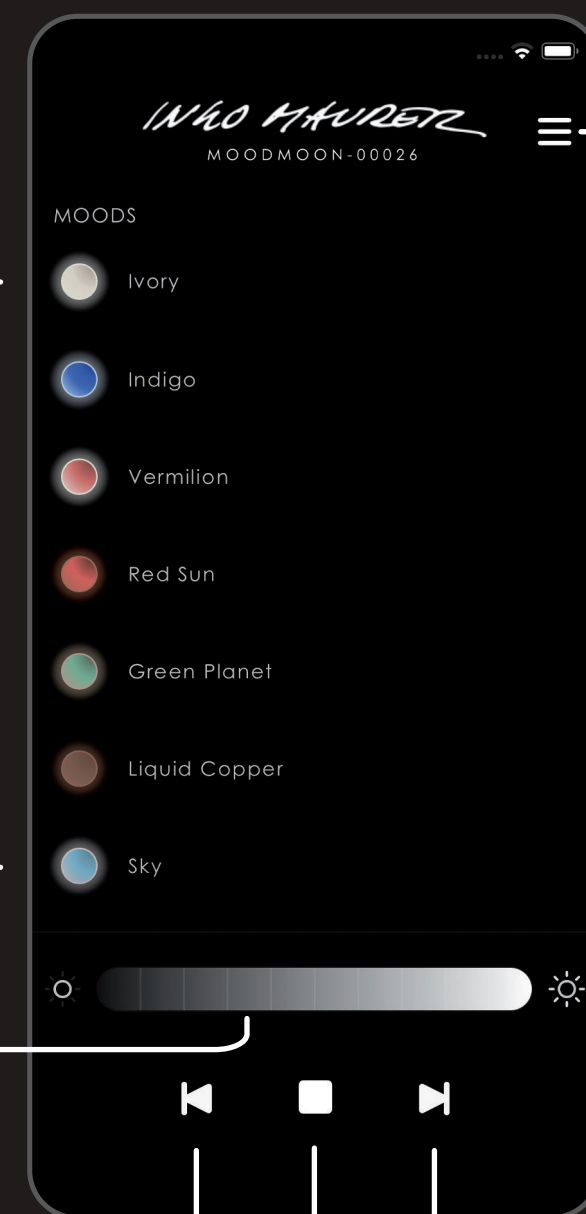 INGO MAURER
MOODMOON-00026
MOODS
Ivory
Indigo
Vermilion
Red Sun
Green Planet
Liquid Copper
Sky